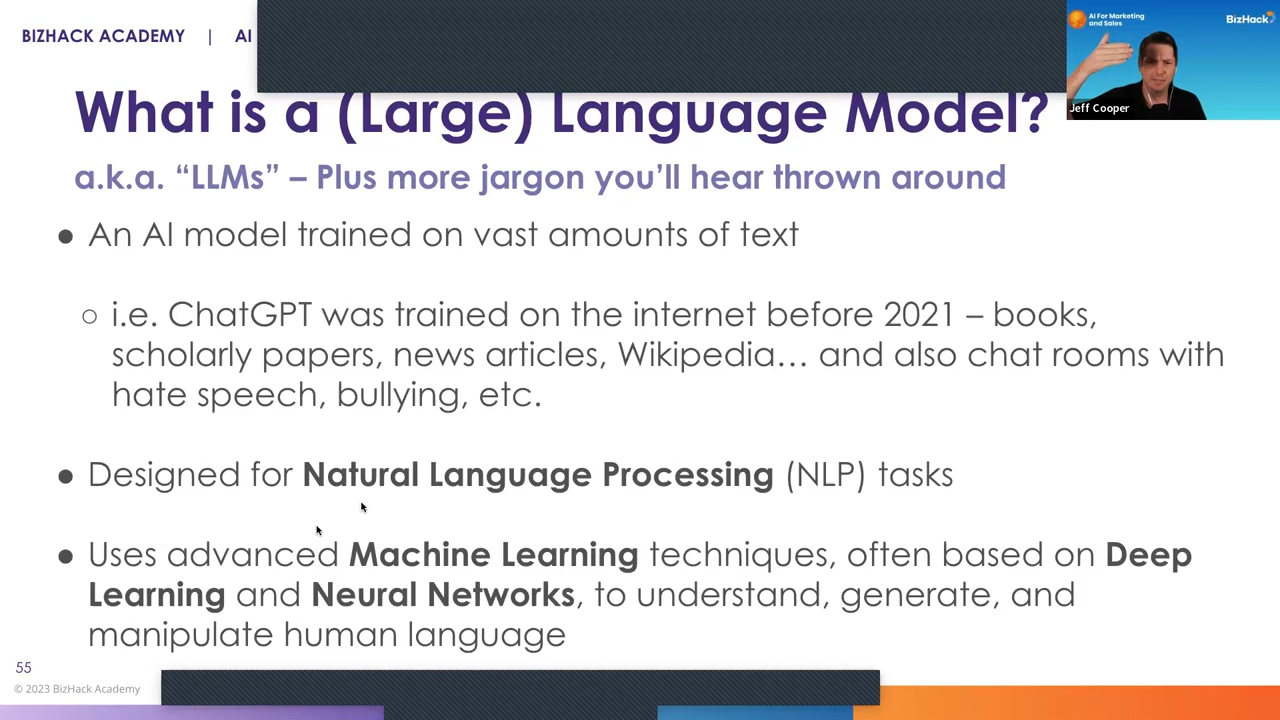 BIZHACK ACADEMY | AI
AI For Marketing
and Sales
BizHack
Jeff Cooper
What is a (Large) Language Model?
a.k.a. “LLMs” – Plus more jargon you’ll hear thrown around
● An AI model trained on vast amounts of text
○ i.e. ChatGPT was trained on the internet before 2021 – books,
scholarly papers, news articles, Wikipedia… and also chat rooms with
hate speech, bullying, etc.
● Designed for Natural Language Processing (NLP) tasks
● Uses advanced Machine Learning techniques, often based on Deep
Learning and Neural Networks, to understand, generate, and
manipulate human language
55
© 2023 BizHack Academy